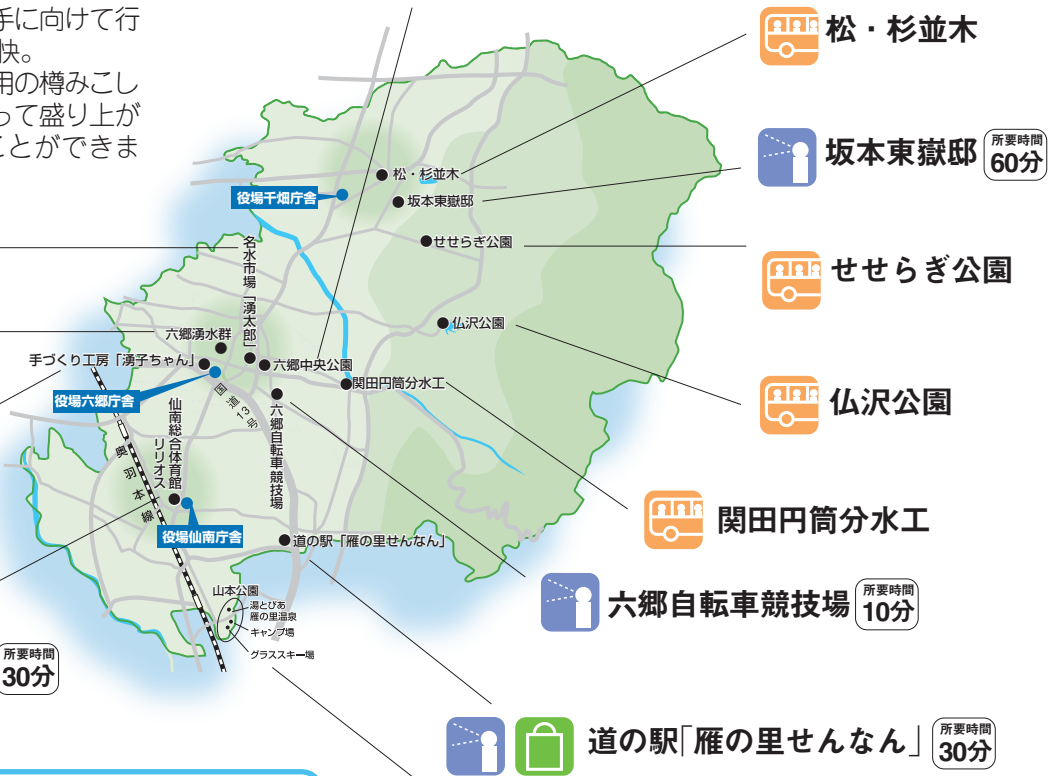 手に向けて行
快。
用の樽みこし
って盛り上が
ことができま
松・杉並木
坂本東嶽邸
所要時間
60分
せせらぎ公園
仏沢公園
関田円筒分水工
六郷自転車競技場
所要時間
10分
道の駅「雁の里せんなん」
所要時間
30分
所要時間
30分
松・杉並木
役場千畑庁舎
坂本東嶽邸
せせらぎ公園
名水市場「湧太郎」
仏沢公園
六郷湧水群
手づくり工房「湧子ちゃん」
六郷中央公園
関田円筒分水工
役場六郷庁舎
国道13号
六郷自転車競技場
仙南総合体育館
リリオス
奥羽本線
役場仙南庁舎
道の駅「雁の里せんなん」
山本公園
湯とぴあ
雁の里温泉
キャンプ場
グラススキー場